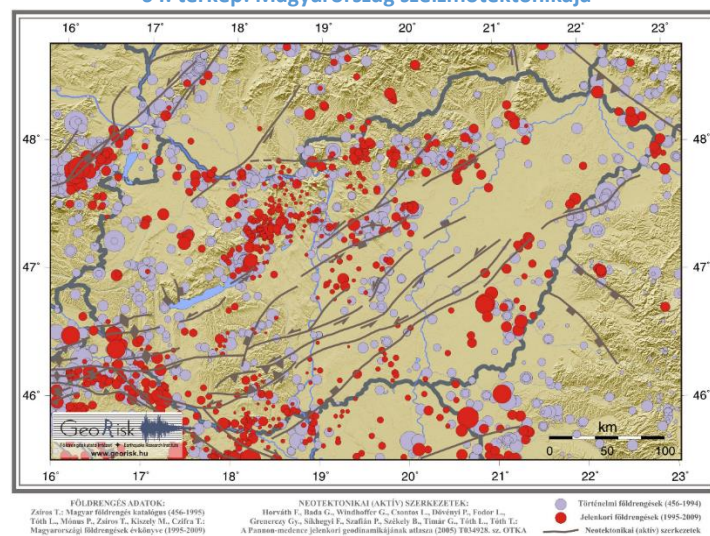 6-ii térkép: Magyarország szeizmotektonikája
16° 17° 18° 19° 20° 21° 22° 23°
48° 48°
47° 47°
46° 46°
GeoRisk
www.georisk.hu
km
0 50 100
16° 17° 18° 19° 20° 21° 22° 23°
FÖLDRENGÉS ADATOK:
Zsíros T.: Magyar földrengés katalógus (456-1995)
Tóth L., Mónus P., Zsíros T., Kiszely M., Czifra T.:
Magyarországi földrengések évkönyve (1995-2009)
NEOTEKTONIKAI (AKTÍV) SZERKEZETEK:
Horváth F., Bada G., Windhoffer G., Csontos L., Dövényi P., Fodor L.,
Grenerczy Gy., Síkhegyi F., Szafián P., Székely B., Timár G., Tóth L., Tóth T.:
A Pannon-medence jelenkori geodinamikájának atlasza (2005) T034928. sz. OTKA
Történelmi földrengések (456-1994)
Jelenkori földrengések (1995-2009)
Neotektonikai (aktív) szerkezetek